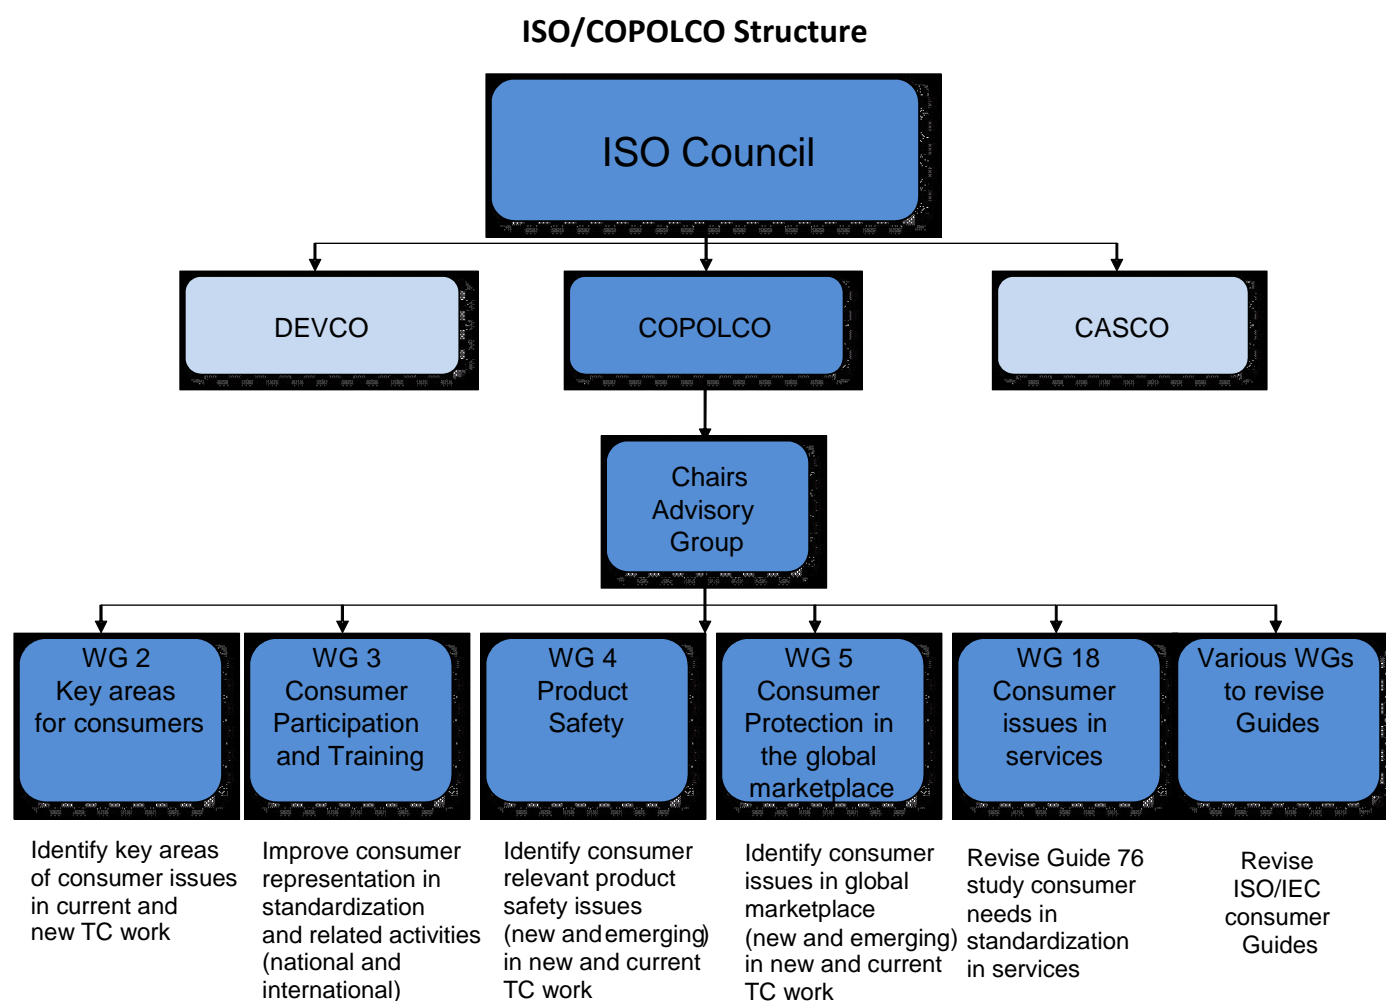 ISO/COPOLCO Structure
ISO Council
DEVCO
COPOLCO
CASCO
Chairs
Advisory
Group
WG 2
Key areas
for consumers
WG 3
Consumer
Participation
and Training
WG 4
Product
Safety
WG 5
Consumer
Protection in
the global
marketplace
WG 18
Consumer
issues in
services
Various WGs
to revise
Guides
Identify key areas
of consumer issues
in current and
new TC work
Improve consumer
representation in
standardization
and related activities
(national and
international)
Identify consumer
relevant product
safety issues
(new and emerging)
in new and current
TC work
Identify consumer
issues in global
marketplace
(new and emerging)
in new and current
TC work
Revise Guide 76
study consumer
needs in
standardization
in services
Revise
ISO/IEC
consumer
Guides